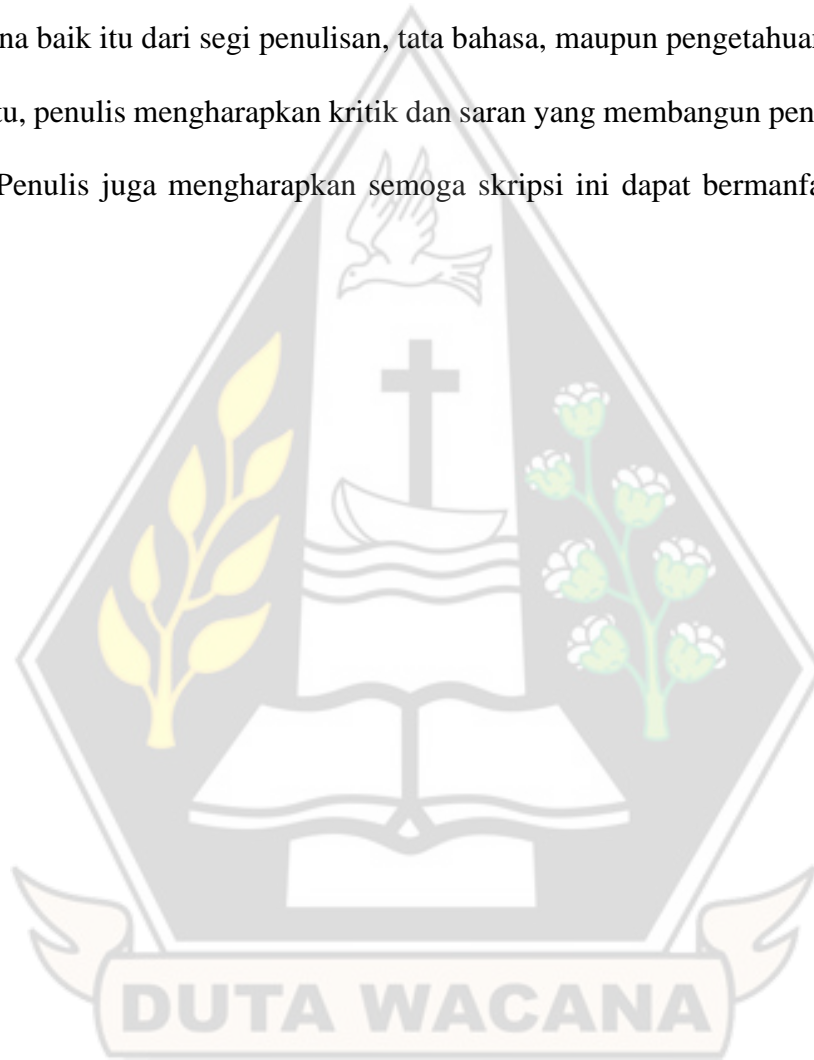 na baik itu dari segi penulisan, tata bahasa, maupun pengetahuan
tu, penulis mengharapkan kritik dan saran yang membangun pen
Penulis juga mengharapkan semoga skripsi ini dapat bermanfa
DUTA WACANA